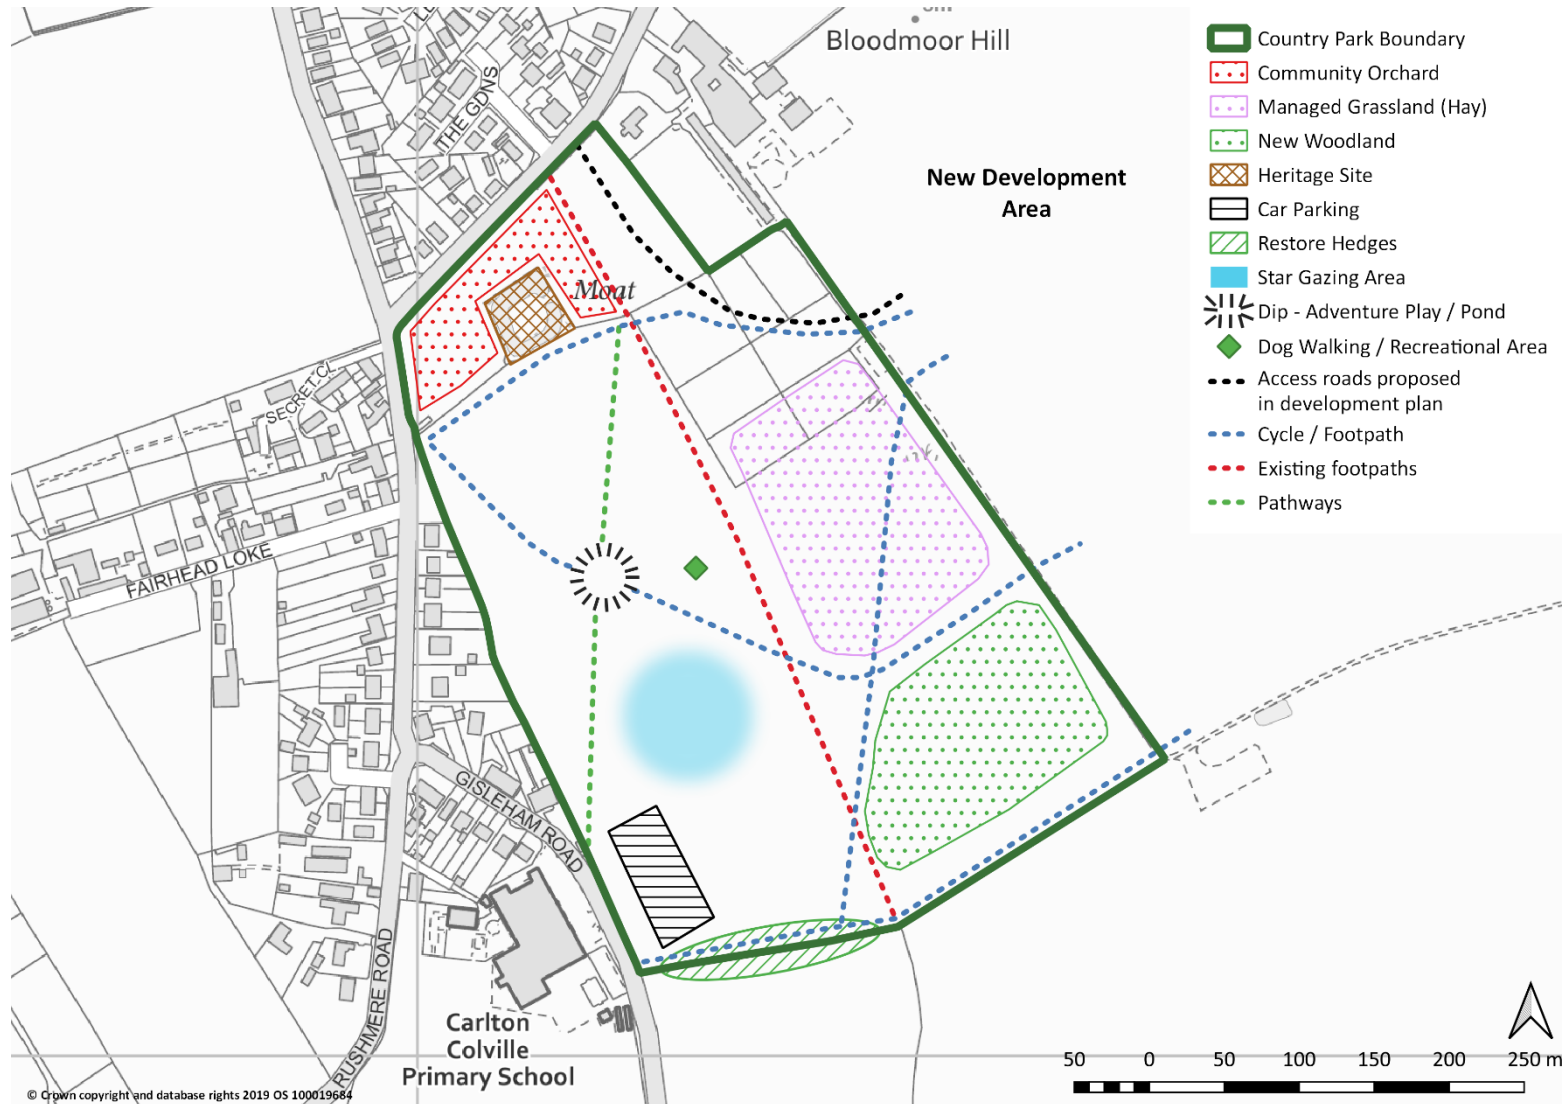 Bloodmoor Hill
THE GDNS
New Development
Area
Moat
SECRET CL
FAIRHEAD LOKE
GISLEHAM ROAD
RUSHMERE ROAD
Carlton
Colville
Primary School
© Crown copyright and database rights 2019 OS 100019684
Country Park Boundary
Community Orchard
Managed Grassland (Hay)
New Woodland
Heritage Site
Car Parking
Restore Hedges
Star Gazing Area
Dip - Adventure Play / Pond
Dog Walking / Recreational Area
Access roads proposed
in development plan
Cycle / Footpath
Existing footpaths
Pathways
50 0 50 100 150 200 250 m